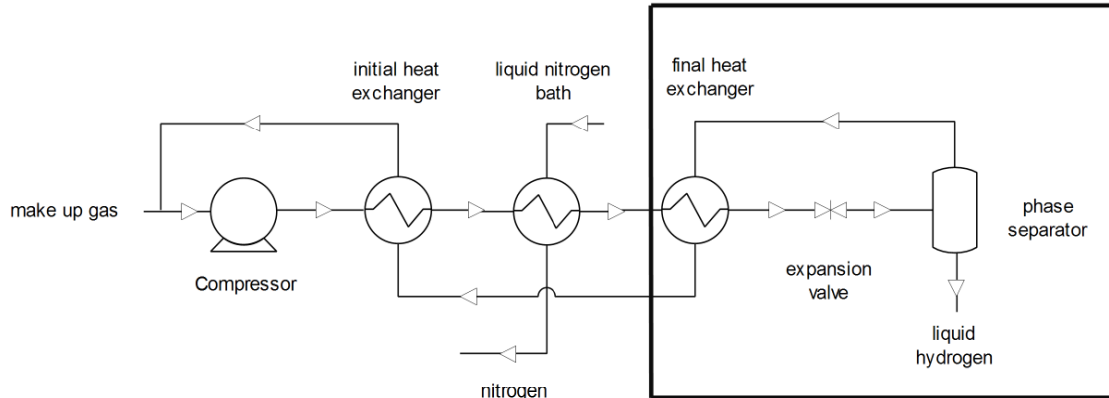 initial heat
exchanger
liquid nitrogen
bath
final heat
exchanger
make up gas
Compressor
expansion
valve
phase
separator
liquid
hydrogen
nitrogen